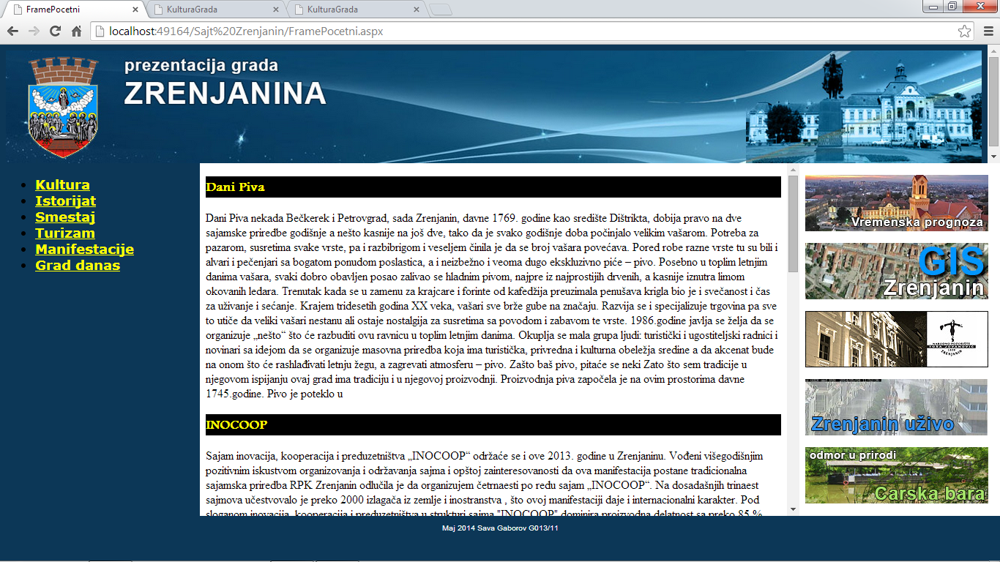 FramePocetni
KulturaGrada
KulturaGrada
localhost:49164/Sajt%20Zrenjanin/FramePocetni.aspx
prezentacija grada
ZRENJANINA
Kultura
Istorijat
Smestaj
Turizam
Manifestacije
Grad danas
Dani Piva
Dani Piva nekada Bečkerek i Petrovgrad, sada Zrenjanin, davne 1769. godine kao središte Dištrikta, dobija pravo na dve
sajamske priredbe godišnje a nešto kasnije na još dve, tako da je svako godišnje doba počinjalo velikim vašarom. Potreba za
pazarom, susretima svake vrste, pa i razbibrigom i veseljem činila je da se broj vašara povećava. Pored robe razne vrste tu su bili i
alvari i pečenjari sa bogatom ponudom poslastica, a i neizbežno i veoma dugo ekskluzivno piće – pivo. Posebno u toplim letnjim
danima vašara, svaki dobro obavljen posao zalivao se hladnim pivom, najpre iz najprostijih drvenih, a kasnije iznutra limom
okovanih ledara. Trenutak kada se u zamenu za krajcare i forinte od kafedžija preuzimala penušava krigla bio je i svečanost i čas
za uživanje i sećanje. Krajem tridesetih godina XX veka, vašari sve brže gube na značaju. Razvija se i specijalizuje trgovina pa sve
to utiče da veliki vašari nestanu ali ostaje nostalgija za susretima sa povodom i zabavom te vrste. 1986.godine javlja se želja da se
organizuje „nešto“ što će razbuditi ovu ravnicu u toplim letnjim danima. Okuplja se mala grupa ljudi: turistički i ugostiteljski radnici i
novinari sa idejom da se organizuje masovna priredba koja ima turistička, privredna i kulturna obeležja sredine a da akcenat bude
na onom što će rashlađivati letnju žegu, a zagrevati atmosferu – pivo. Zašto baš pivo, pitaće se neki Zato što sem tradicije u
njegovom ispijanju ovaj grad ima tradiciju i u njegovoj proizvodnji. Proizvodnja piva započela je na ovim prostorima davne
1745.godine. Pivo je poteklo u
INOCOOP
Sajam inovacija, kooperacija i preduzetništva „INOCOOP“ održaće se i ove 2013. godine u Zrenjaninu. Vođeni višegodišnjim
pozitivnim iskustvom organizovanja i održavanja sajma i opštoj zainteresovanosti da ova manifestacija postane tradicionalna
sajamska priredba RPK Zrenjanin odlučila je da organizujem četrnaesti po redu sajam „INOCOOP“. Na dosadašnjih trinaest
sajmova učestvovalo je preko 2000 izlagača iz zemlje i inostranstva , što ovoj manifestaciji daje i internacionalni karakter. Pod
sloganom inovacija, kooperacija i preduzetništva u strukturi sajma "INOCOOP" dominira proizvodna delatnost sa preko 85 %
Vremenska prognoza
GIS
Zrenjanin
NARODNO POZORIŠTE
TOŠA JOVANOVIĆ
ZRENJANIN
Zrenjanin uživo
odmor u prirodi
Carska bara
Maj 2014 Sava Gaborov G013/11